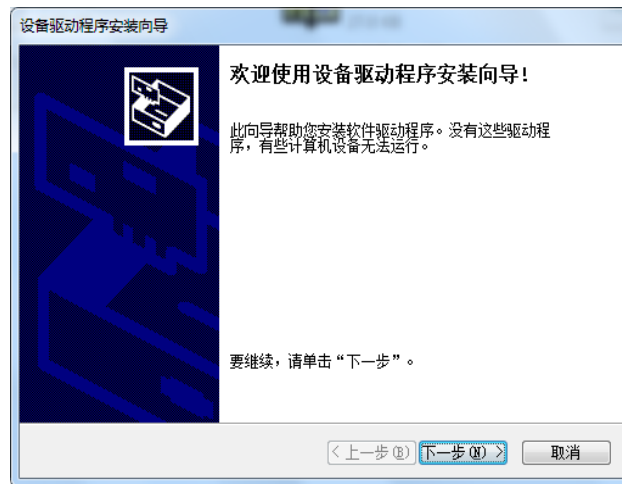 设备驱动程序安装向导
欢迎使用设备驱动程序安装向导！
此向导帮助您安装软件驱动程序。没有这些驱动程
序，有些计算机设备无法运行。
要继续，请单击“下一步”。
< 上一步(B) 下一步(N) > 取消